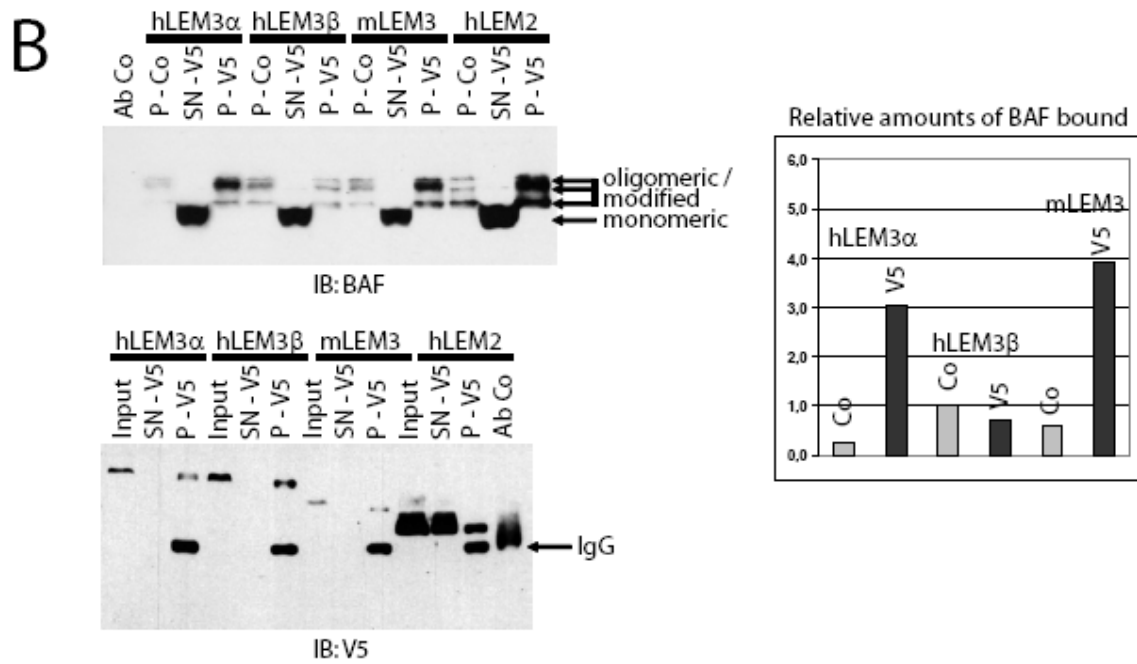 B
hLEM3α hLEM3β mLEM3 hLEM2
Ab Co P - Co SN - V5 P - V5 P - Co SN - V5 P - V5 P - Co SN - V5 P - V5 P - Co SN - V5 P - V5
oligomeric /
modified
monomeric
IB: BAF
hLEM3α hLEM3β mLEM3 hLEM2
Input SN - V5 P - V5 Input SN - V5 P - V5 Input SN - V5 P - V5 Input SN - V5 P - V5 Ab Co
IgG
IB: V5
Relative amounts of BAF bound
6,0
5,0
4,0
3,0
2,0
1,0
0,0
hLEM3α
Co V5
hLEM3β
Co V5
mLEM3
Co V5